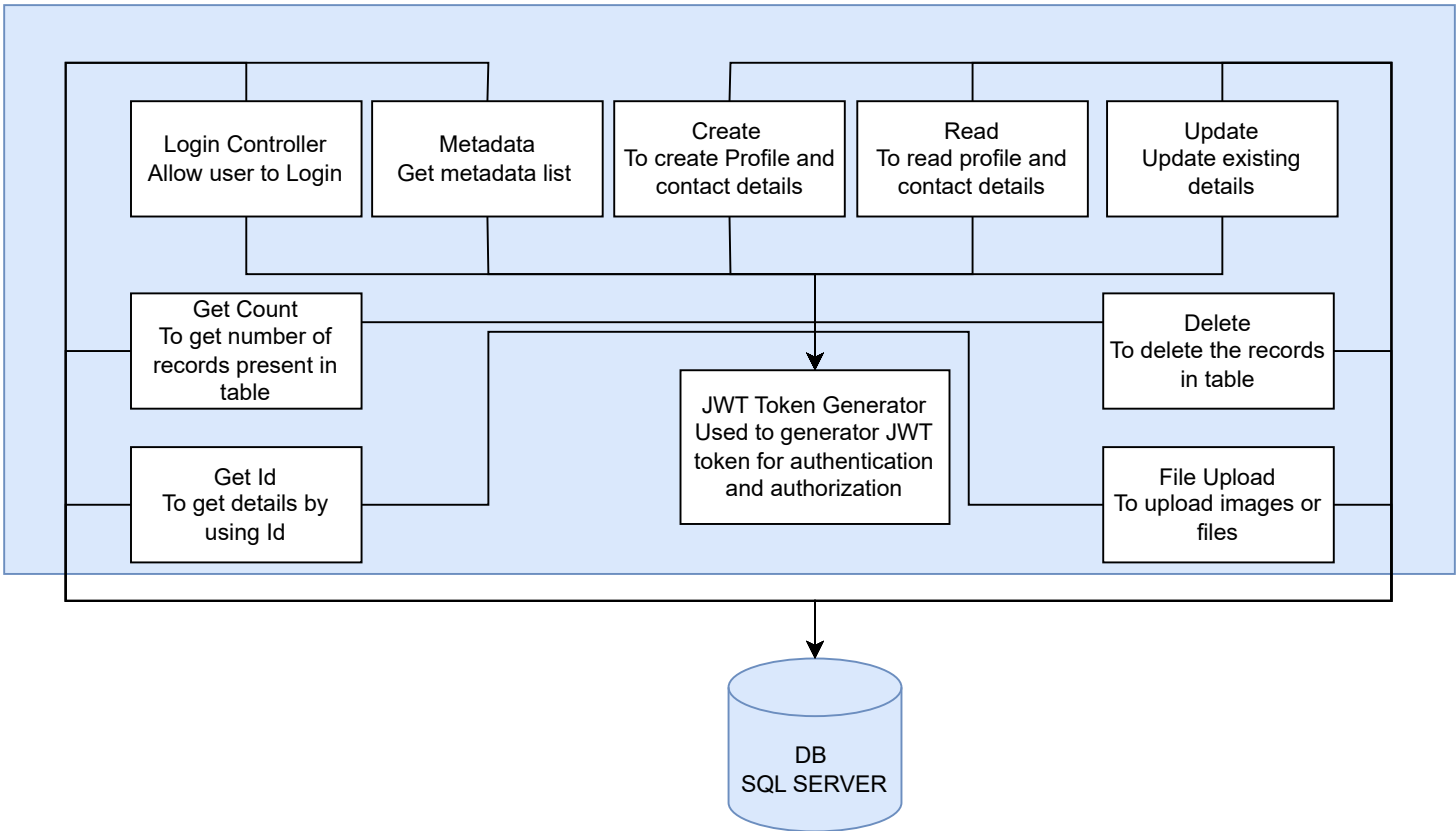 Login Controller
Allow user to Login
Metadata
Get metadata list
Create
To create Profile and
contact details
Read
To read profile and
contact details
Update
Update existing
details
Get Count
To get number of
records present in
table
Delete
To delete the records
in table
JWT Token Generator
Used to generator JWT
token for authentication
and authorization
Get Id
To get details by
using Id
File Upload
To upload images or
files
DB
SQL SERVER